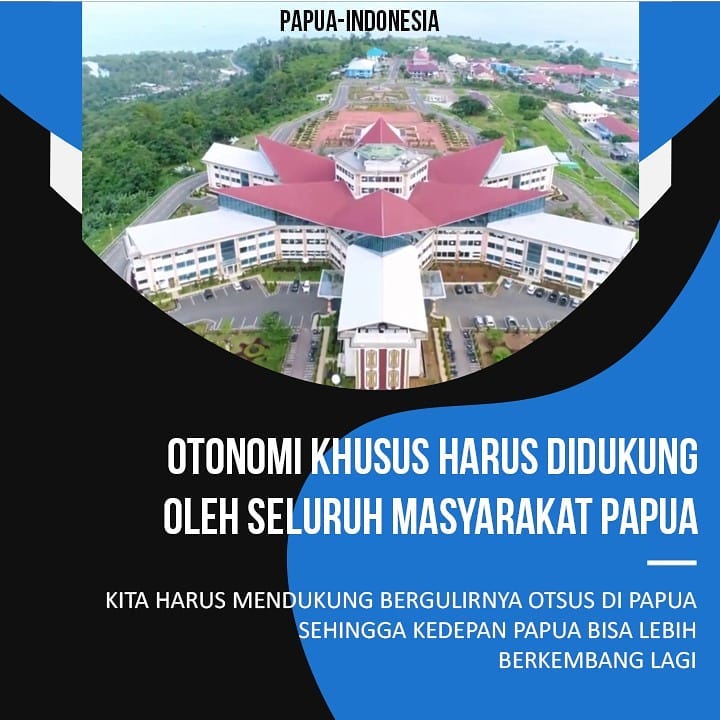 PAPUA-INDONESIA
OTONOMI KHUSUS HARUS DIDUKUNG
OLEH SELURUH MASYARAKAT PAPUA
KITA HARUS MENDUKUNG BERGULIRNYA OTSUS DI PAPUA
SEHINGGA KEDEPAN PAPUA BISA LEBIH
BERKEMBANG LAGI